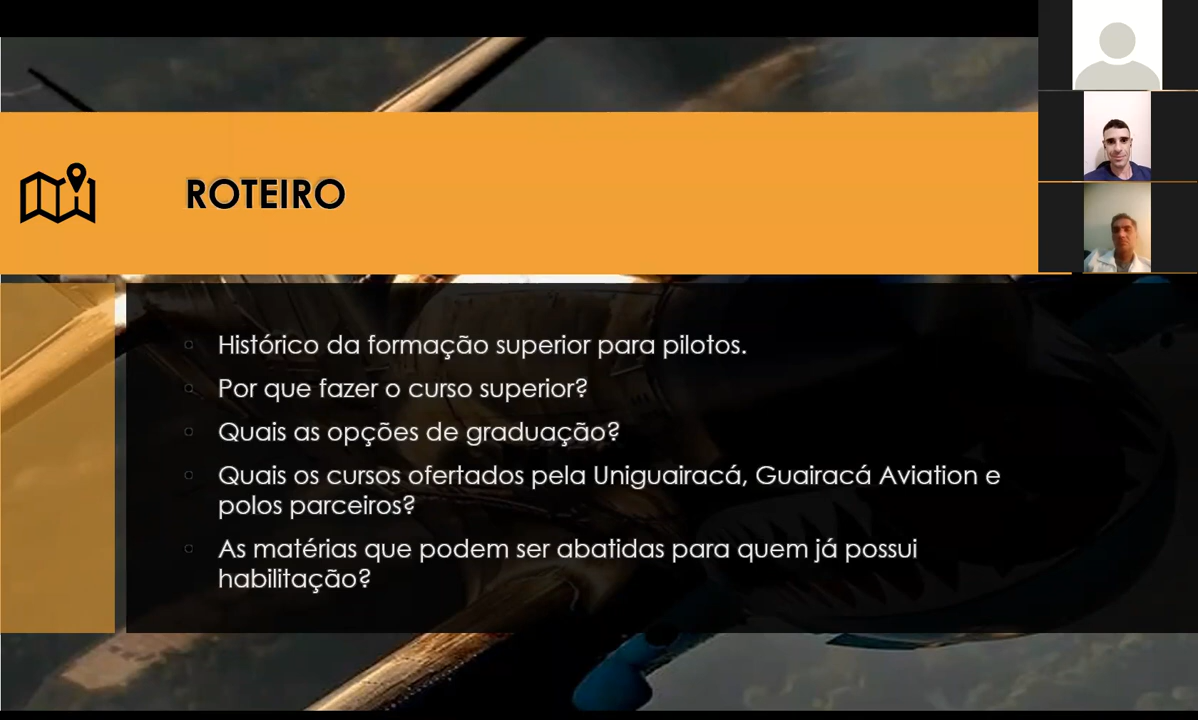 ROTEIRO
Histórico da formação superior para pilotos.
Por que fazer o curso superior?
Quais as opções de graduação?
Quais os cursos ofertados pela Uniguairacá, Guairacá Aviation e
polos parceiros?
As matérias que podem ser abatidas para quem já possui
habilitação?